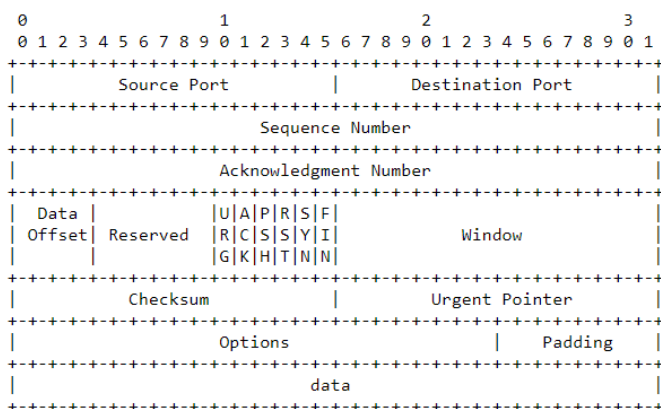 0                   1                   2                   3
 0 1 2 3 4 5 6 7 8 9 0 1 2 3 4 5 6 7 8 9 0 1 2 3 4 5 6 7 8 9 0 1
+-+-+-+-+-+-+-+-+-+-+-+-+-+-+-+-+-+-+-+-+-+-+-+-+-+-+-+-+-+-+-+-+
|          Source Port          |       Destination Port        |
+-+-+-+-+-+-+-+-+-+-+-+-+-+-+-+-+-+-+-+-+-+-+-+-+-+-+-+-+-+-+-+-+
|                        Sequence Number                        |
+-+-+-+-+-+-+-+-+-+-+-+-+-+-+-+-+-+-+-+-+-+-+-+-+-+-+-+-+-+-+-+-+
|                    Acknowledgment Number                      |
+-+-+-+-+-+-+-+-+-+-+-+-+-+-+-+-+-+-+-+-+-+-+-+-+-+-+-+-+-+-+-+-+
|  Data |           |U|A|P|R|S|F|                               |
| Offset| Reserved  |R|C|S|S|Y|I|            Window             |
|       |           |G|K|H|T|N|N|                               |
+-+-+-+-+-+-+-+-+-+-+-+-+-+-+-+-+-+-+-+-+-+-+-+-+-+-+-+-+-+-+-+-+
|           Checksum            |         Urgent Pointer        |
+-+-+-+-+-+-+-+-+-+-+-+-+-+-+-+-+-+-+-+-+-+-+-+-+-+-+-+-+-+-+-+-+
|                    Options                    |    Padding    |
+-+-+-+-+-+-+-+-+-+-+-+-+-+-+-+-+-+-+-+-+-+-+-+-+-+-+-+-+-+-+-+-+
|                             data                              |
+-+-+-+-+-+-+-+-+-+-+-+-+-+-+-+-+-+-+-+-+-+-+-+-+-+-+-+-+-+-+-+-+